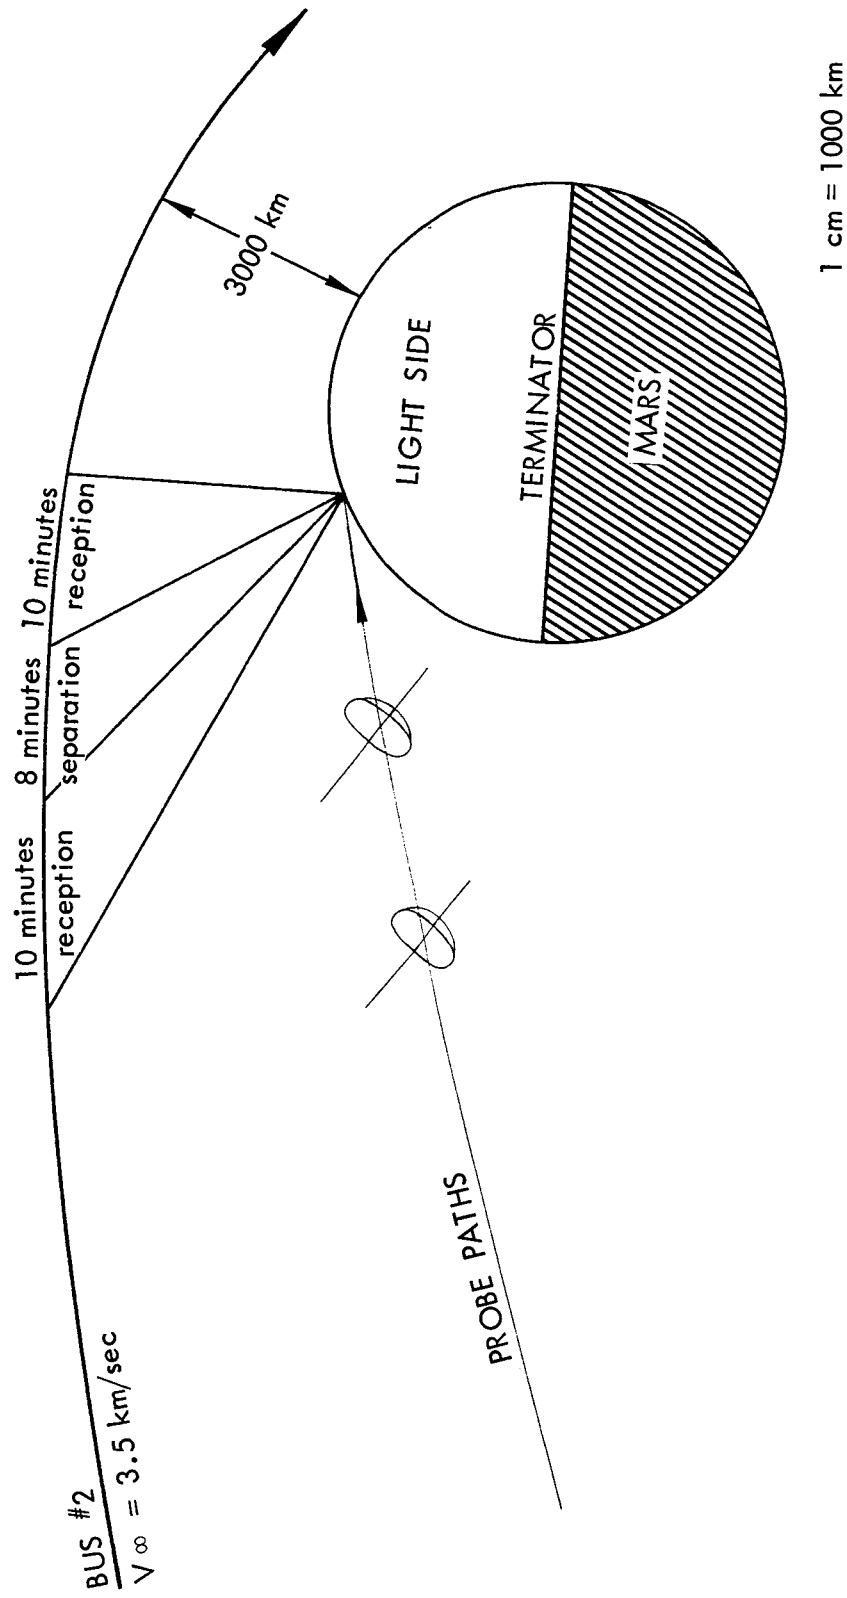 BUS #2
V∞ = 3.5 km/sec
10 minutes
reception
8 minutes
separation
10 minutes
reception
3000 km
PROBE PATHS
LIGHT SIDE
TERMINATOR
MARS
1 cm = 1000 km